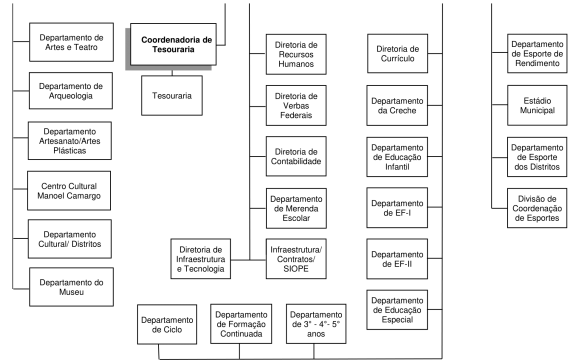 Departamento de
Artes e Teatro
Departamento de
Arqueologia
Departamento
Artesanato/Artes
Plásticas
Centro Cultural
Manoel Camargo
Departamento
Cultural/ Distritos
Departamento do
Museu
Coordenadoria de
Tesouraria
Tesouraria
Diretoria de
Recursos
Humanos
Diretoria de
Verbas
Federais
Diretoria de
Contabilidade
Departamento
de Merenda
Escolar
Diretoria de
Infraestrutura
e Tecnologia
Infraestrutura/
Contratos/
SIOPE
Diretoria de
Currículo
Departamento
da Creche
Departamento
de Educação
Infantil
Departamento
de EF-I
Departamento
de EF-II
Departamento
de Educação
Especial
Departamento
de Ciclo
Departamento
de Formação
Continuada
Departamento
de 3° - 4°- 5°
anos
Departamento
de Esporte de
Rendimento
Estádio
Municipal
Departamento
de Esporte
dos Distritos
Divisão de
Coordenação
de Esportes